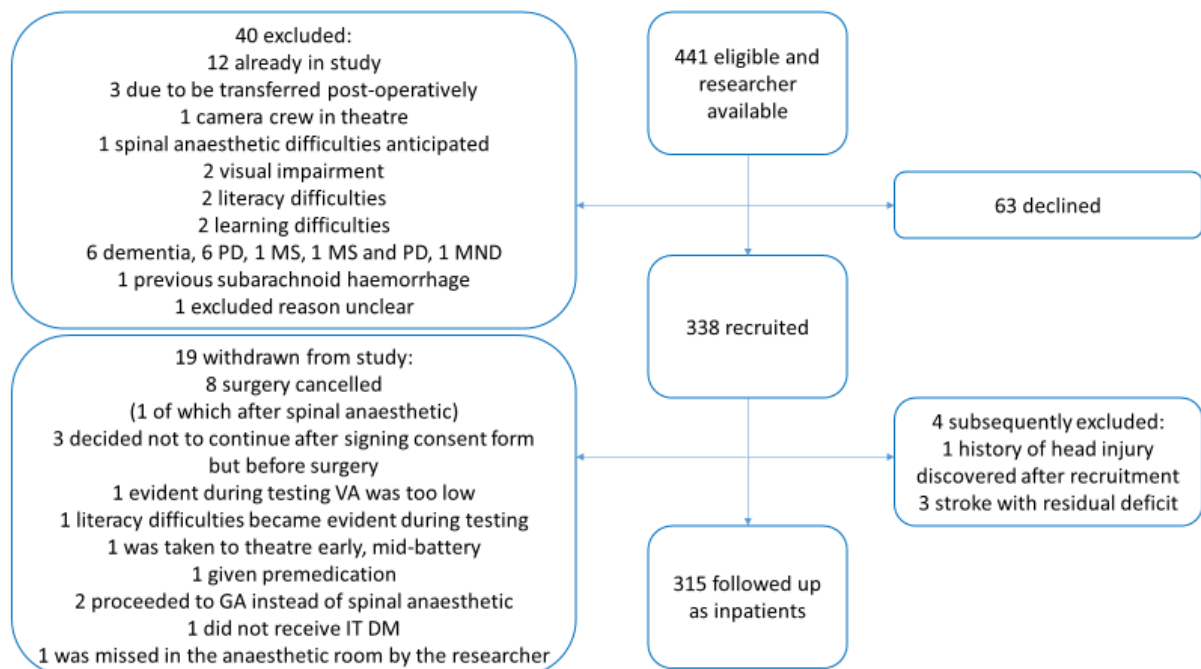 40 excluded:
12 already in study
3 due to be transferred post-operatively
1 camera crew in theatre
1 spinal anaesthetic difficulties anticipated
2 visual impairment
2 literacy difficulties
2 learning difficulties
6 dementia, 6 PD, 1 MS, 1 MS and PD, 1 MND
1 previous subarachnoid haemorrhage
1 excluded reason unclear
441 eligible and
researcher
available
63 declined
338 recruited
19 withdrawn from study:
8 surgery cancelled
(1 of which after spinal anaesthetic)
3 decided not to continue after signing consent form
but before surgery
1 evident during testing VA was too low
1 literacy difficulties became evident during testing
1 was taken to theatre early, mid-battery
1 given premedication
2 proceeded to GA instead of spinal anaesthetic
1 did not receive IT DM
1 was missed in the anaesthetic room by the researcher
4 subsequently excluded:
1 history of head injury
discovered after recruitment
3 stroke with residual deficit
315 followed up
as inpatients